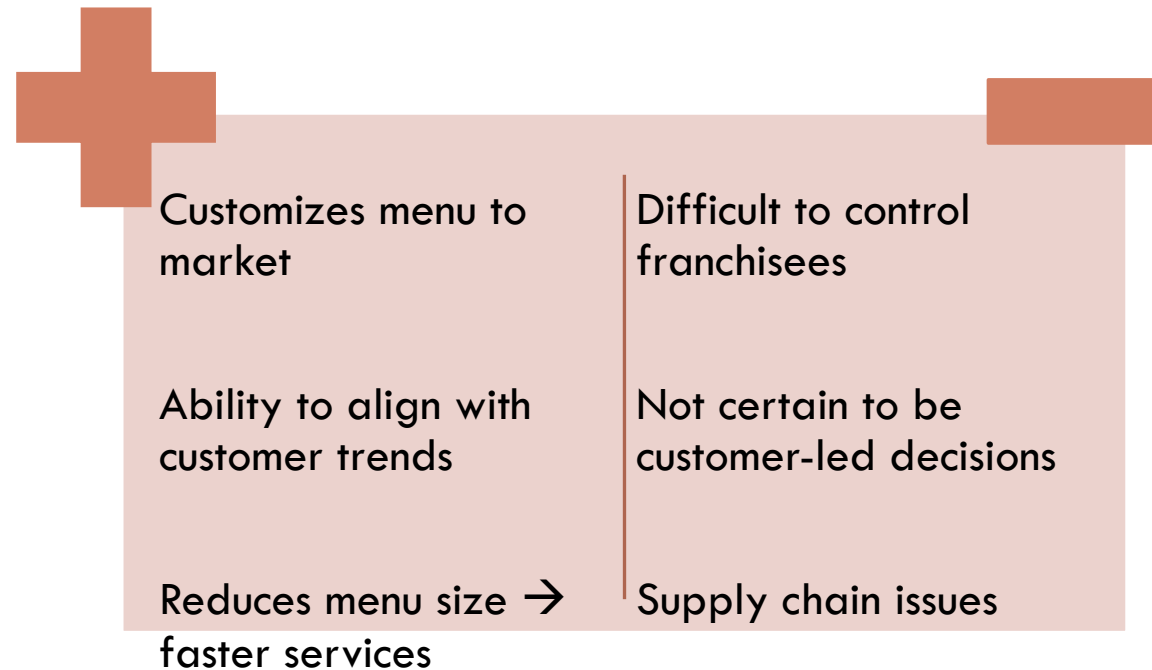 Customizes menu to
market
Ability to align with
customer trends
Reduces menu size →
faster services
Difficult to control
franchisees
Not certain to be
customer-led decisions
Supply chain issues